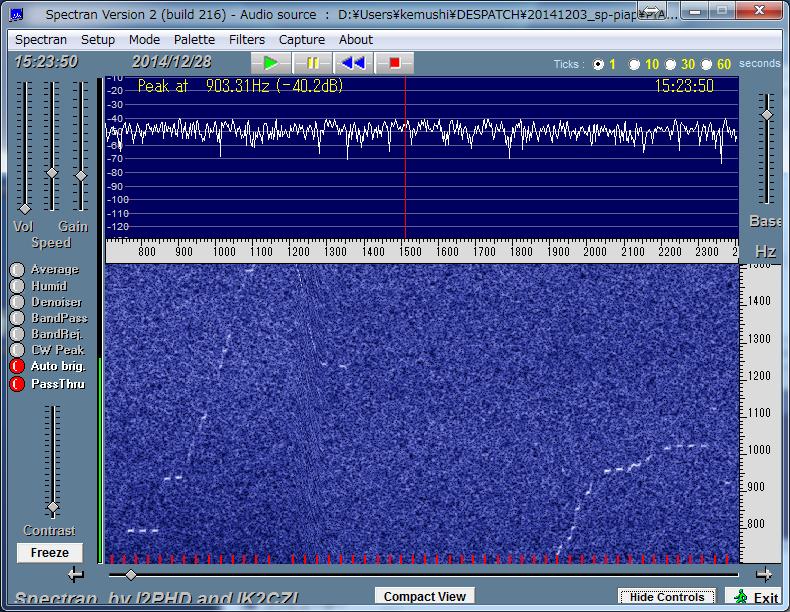 Spectran Version 2 (build 216) - Audio source : D:¥Users¥kemushi¥DESPATCH¥20141203_sp-piap¥PIA...
Spectran Setup Mode Palette Filters Capture About
15:23:50 2014/12/28 Ticks : 1 10 30 60 seconds
Peak at 903.31Hz (-40.2dB) 15:23:50
-10
-20
-30
-40
-50
-60
-70
-80
-90
-100
-110
-120
Vol Gain
Speed
Base
800 900 1000 1100 1200 1300 1400 1500 1600 1700 1800 1900 2000 2100 2200 2300 Hz
Average
Humid
Denoiser
BandPass
BandRej.
CW Peak
Auto brig.
PassThru
1400
1300
1200
1100
1000
900
800
Contrast
Freeze
Spectran by I2PHD and IK2CZL Compact View Hide Controls Exit